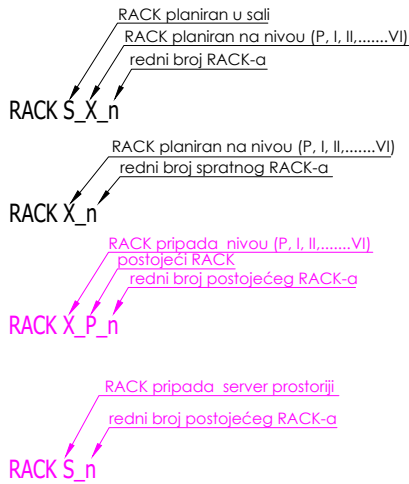 RACK planiran u sali
RACK planiran na nivou (P, I, II,.......VI)
redni broj RACK-a
RACK S_X_n
RACK planiran na nivou (P, I, II,.......VI)
redni broj spratnog RACK-a
RACK X_n
RACK pripada nivou (P, I, II,.......VI)
postojeći RACK
redni broj postojećeg RACK-a
RACK X_P_n
RACK pripada server prostoriji
redni broj postojećeg RACK-a
RACK S_n